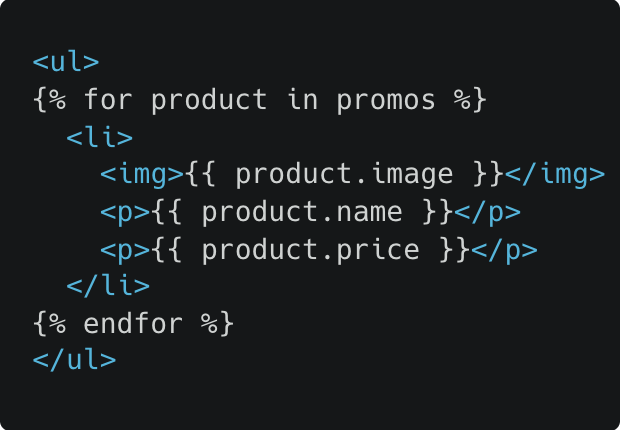 <ul>
{% for product in promos %}
  <li>
    <img>{{ product.image }}</img>
    <p>{{ product.name }}</p>
    <p>{{ product.price }}</p>
  </li>
{% endfor %}
</ul>